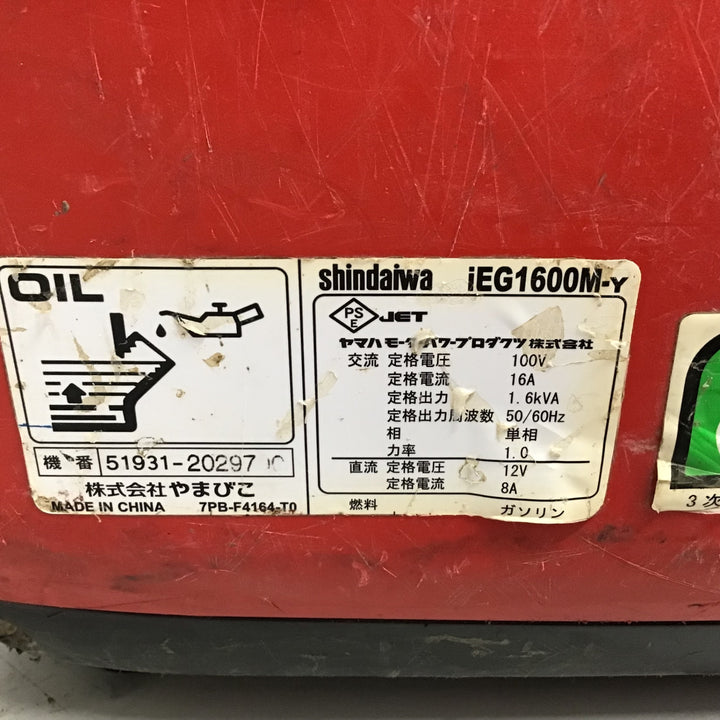 OIL
機番 51931-20297
株式会社やまびこ
MADE IN CHINA 7PB-F4164-T0
shindaiwa iEG1600M-Y
PSE JET
ヤマハモーターパワープロダクツ株式会社
交流 定格電圧 100V
定格電流 16A
定格出力 1.6kVA
定格出力周波数 50/60Hz
相 単相
力率 1.0
直流 定格電圧 12V
定格電流 8A
燃料 ガソリン
3次